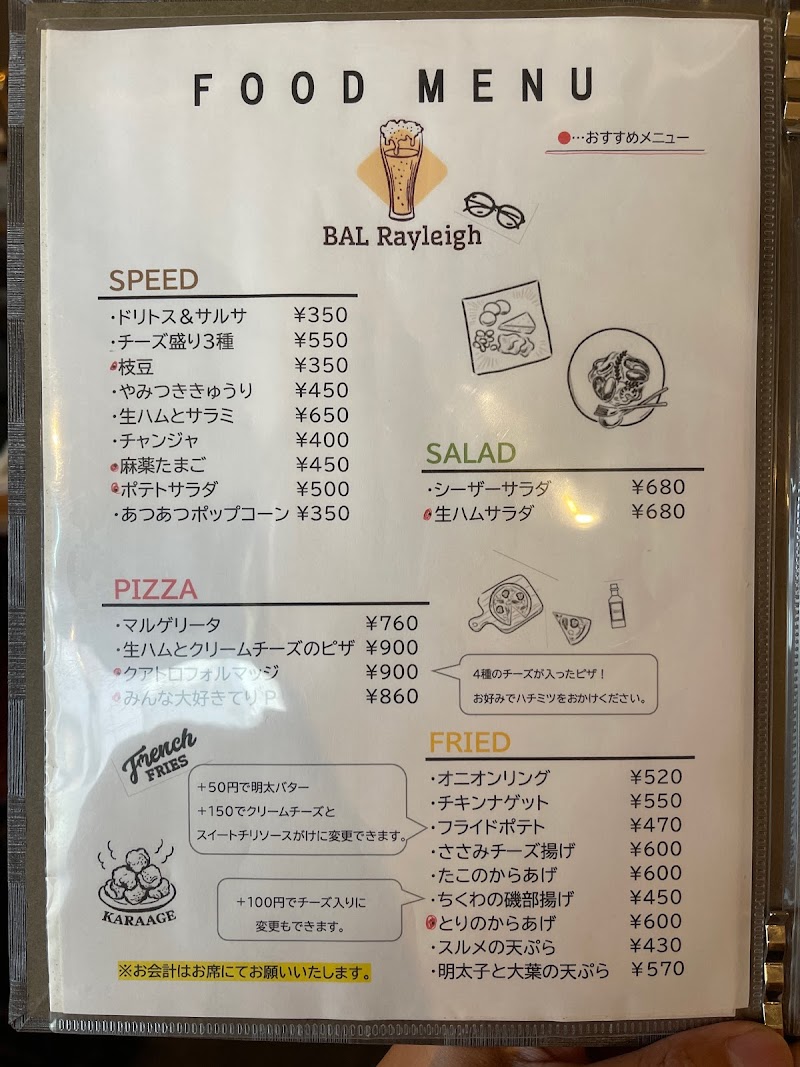 FOOD MENU
●…おすすめメニュー
BAL Rayleigh
SPEED
・ドリトス＆サルサ ¥350
・チーズ盛り3種 ¥550
●枝豆 ¥350
・やみつききゅうり ¥450
・生ハムとサラミ ¥650
・チャンジャ ¥400
●麻薬たまご ¥450
●ポテトサラダ ¥500
・あつあつポップコーン ¥350
SALAD
・シーザーサラダ ¥680
●生ハムサラダ ¥680
PIZZA
・マルゲリータ ¥760
・生ハムとクリームチーズのピザ ¥900
●クアトロフォルマッジ ¥900
●みんな大好きてりP ¥860
4種のチーズが入ったピザ！
お好みでハチミツをおかけください。
French
FRIES
+50円で明太バター
+150でクリームチーズと
スイートチリソースがけに変更できます。
KARAAGE
+100円でチーズ入りに
変更もできます。
FRIED
・オニオンリング ¥520
・チキンナゲット ¥550
・フライドポテト ¥470
・ささみチーズ揚げ ¥600
・たこのからあげ ¥600
・ちくわの磯部揚げ ¥450
●とりのからあげ ¥600
・スルメの天ぷら ¥430
・明太子と大葉の天ぷら ¥570
※お会計はお席にてお願いいたします。